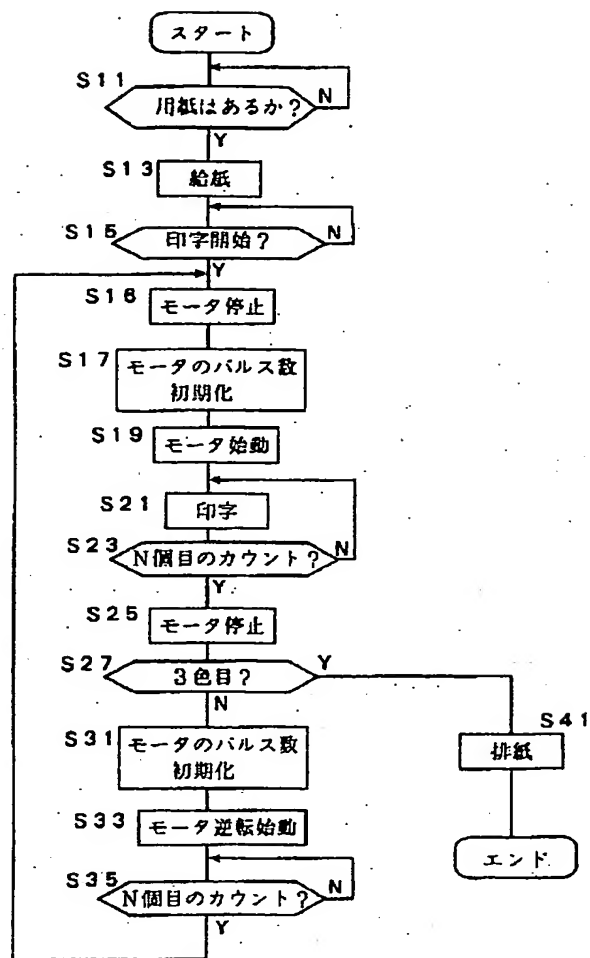 スタート
S11
用紙はあるか?
N
Y
S13
給紙
S15
印字開始?
N
Y
S16
モータ停止
S17
モータのパルス数
初期化
S19
モータ始動
S21
印字
S23
N個目のカウント?
N
Y
S25
モータ停止
S27
3色目?
Y
N
S31
モータのパルス数
初期化
S41
排紙
S33
モータ逆転始動
エンド
S35
N個目のカウント?
N
Y